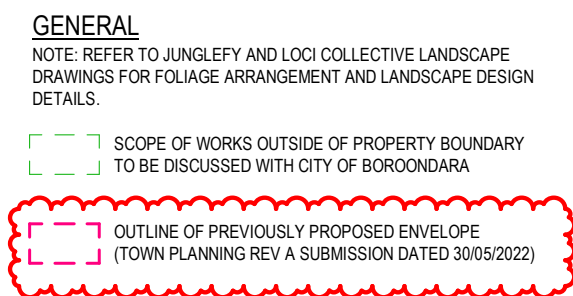 GENERAL
NOTE: REFER TO JUNGLEFY AND LOCI COLLECTIVE LANDSCAPE
DRAWINGS FOR FOLIAGE ARRANGEMENT AND LANDSCAPE DESIGN
DETAILS.
SCOPE OF WORKS OUTSIDE OF PROPERTY BOUNDARY
TO BE DISCUSSED WITH CITY OF BOROONDARA
OUTLINE OF PREVIOUSLY PROPOSED ENVELOPE
(TOWN PLANNING REV A SUBMISSION DATED 30/05/2022)